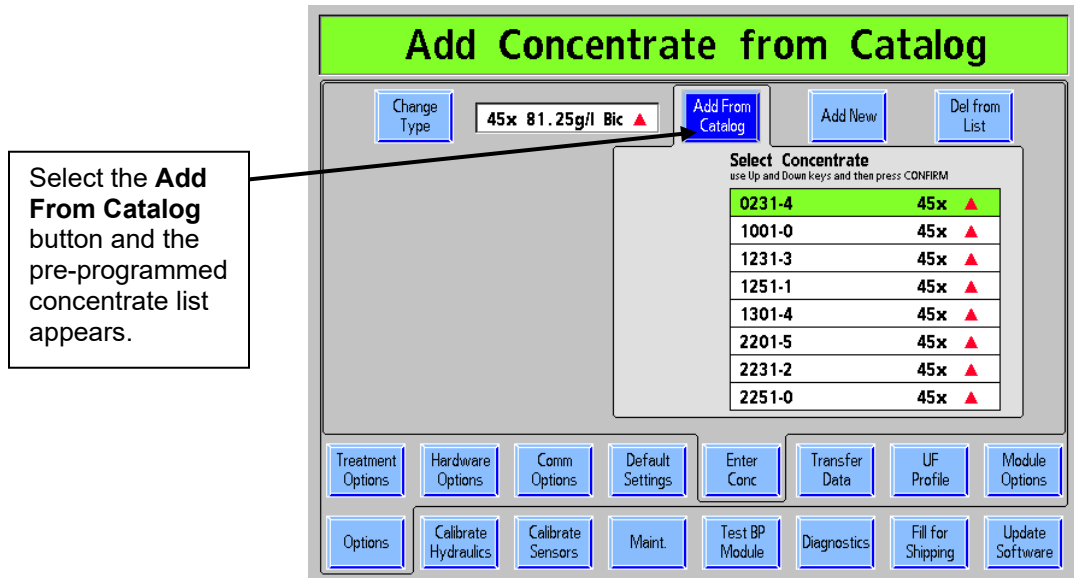 Add Concentrate from Catalog
Change
Type
45x 81.25g/l Bic ▲
Add From
Catalog
Add New
Del from
List
Select the Add
From Catalog
button and the
pre-programmed
concentrate list
appears.
Select Concentrate
use Up and Down keys and then press CONFIRM
0231-4 45x ▲
1001-0 45x ▲
1231-3 45x ▲
1251-1 45x ▲
1301-4 45x ▲
2201-5 45x ▲
2231-2 45x ▲
2251-0 45x ▲
Treatment
Options
Hardware
Options
Comm
Options
Default
Settings
Enter
Conc
Transfer
Data
UF
Profile
Module
Options
Options
Calibrate
Hydraulics
Calibrate
Sensors
Maint.
Test BP
Module
Diagnostics
Fill for
Shipping
Update
Software